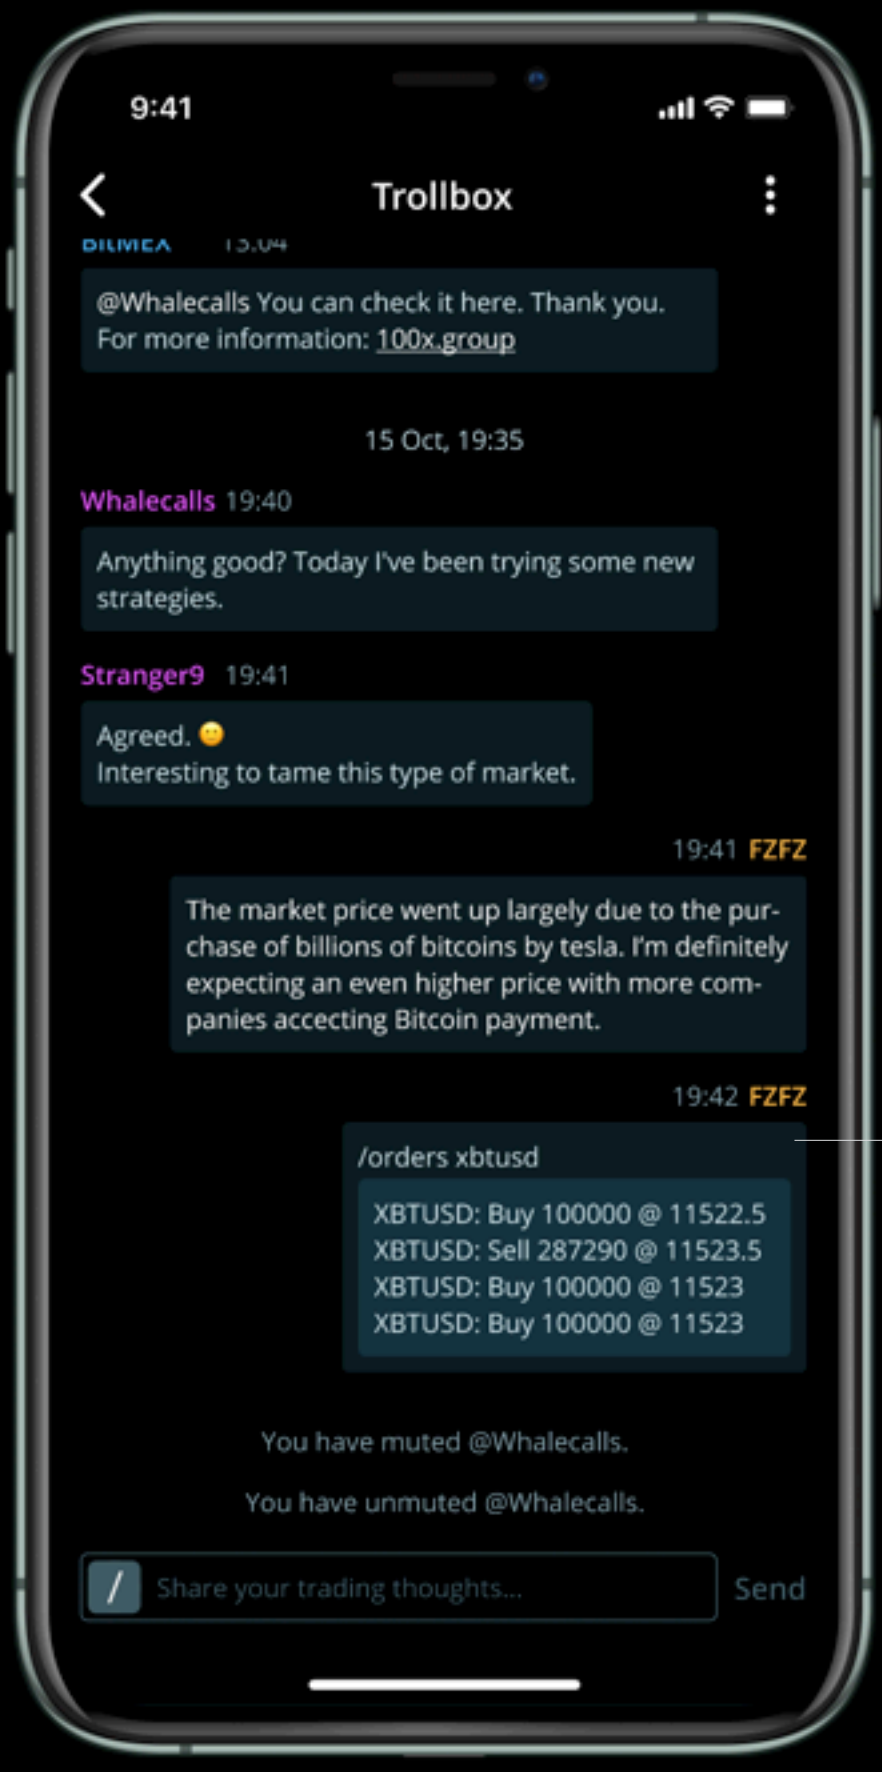 9:41
Trollbox
BitMEX 13:04
@Whalecalls You can check it here. Thank you.
For more information: 100x.group
15 Oct, 19:35
Whalecalls 19:40
Anything good? Today I've been trying some new
strategies.
Stranger9 19:41
Agreed. 🙂
Interesting to tame this type of market.
19:41 FZFZ
The market price went up largely due to the pur-
chase of billions of bitcoins by tesla. I'm definitely
expecting an even higher price with more com-
panies accecting Bitcoin payment.
19:42 FZFZ
/orders xbtusd
XBTUSD: Buy 100000 @ 11522.5
XBTUSD: Sell 287290 @ 11523.5
XBTUSD: Buy 100000 @ 11523
XBTUSD: Buy 100000 @ 11523
You have muted @Whalecalls.
You have unmuted @Whalecalls.
/ Share your trading thoughts... Send